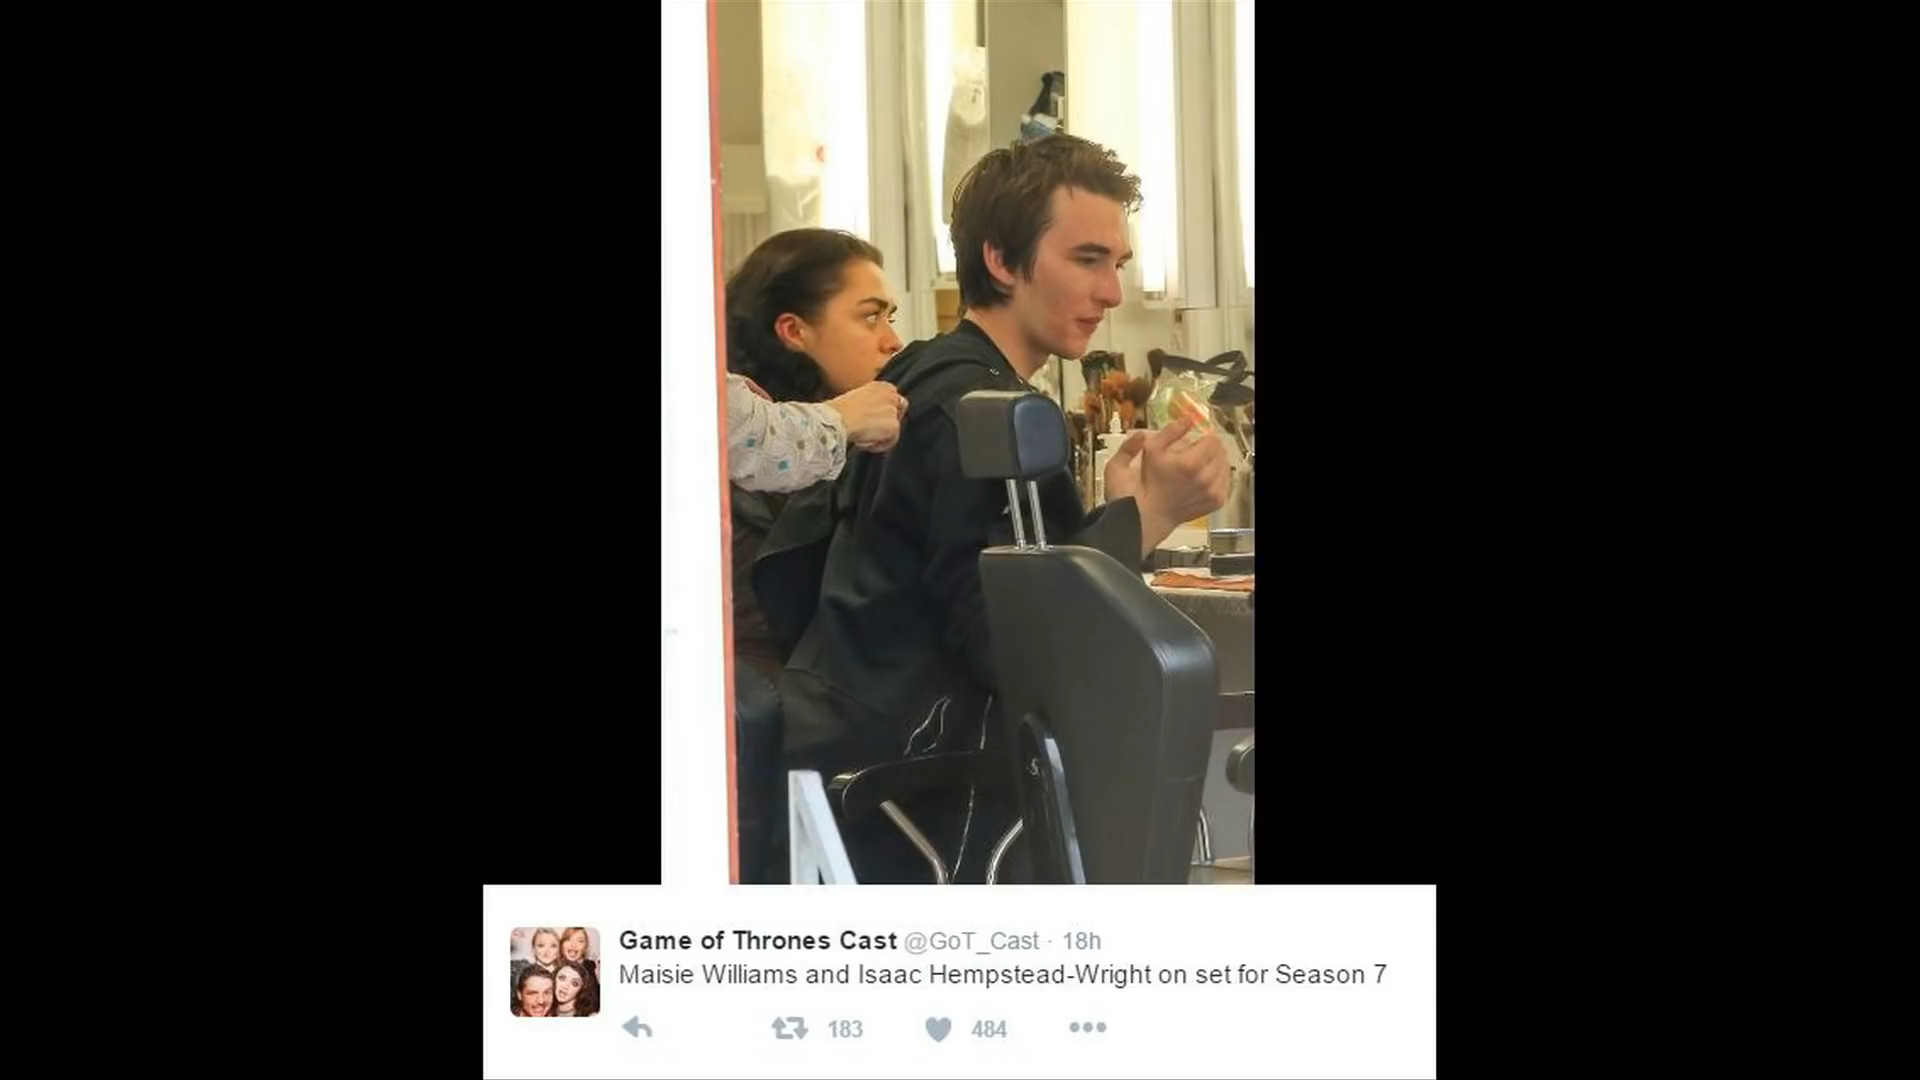 Game of Thrones Cast @GoT_Cast · 18h
Maisie Williams and Isaac Hempstead-Wright on set for Season 7
183 484